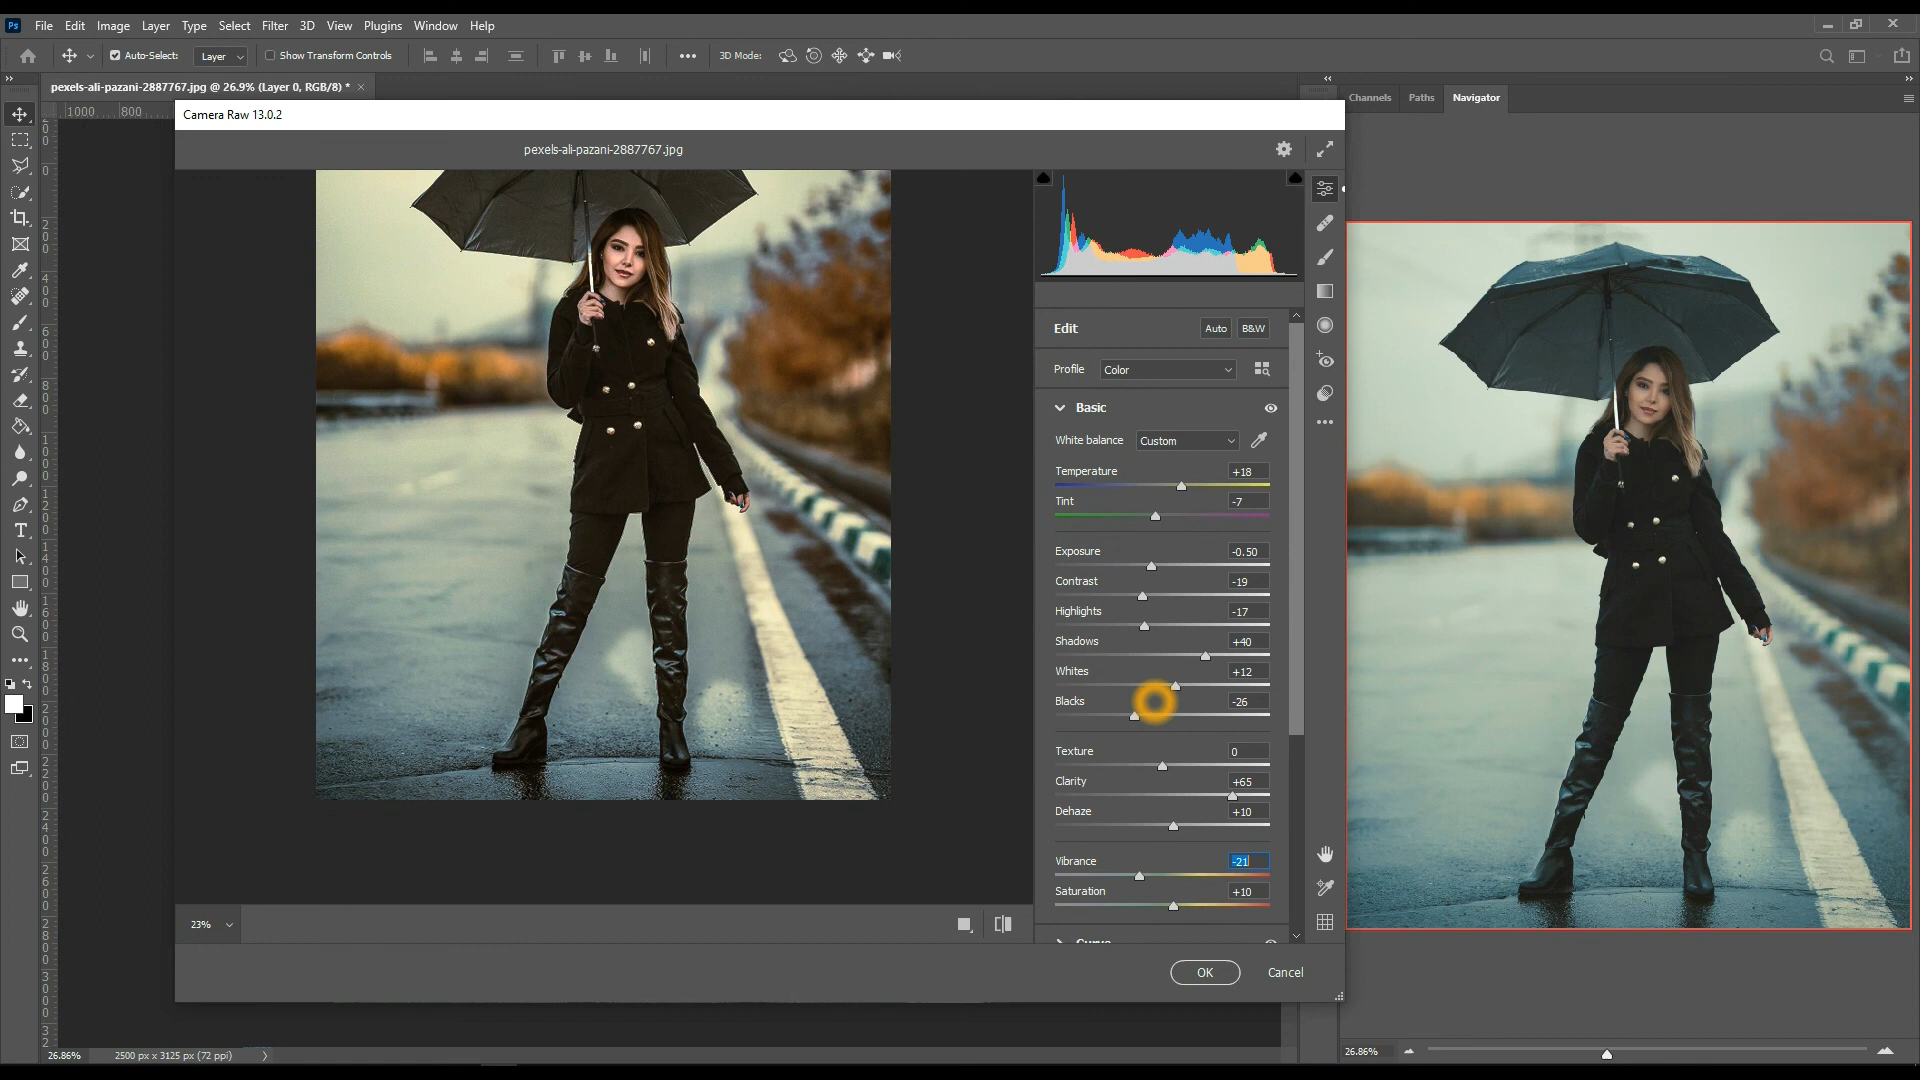 Ps File Edit Image Layer Type Select Filter 3D View Plugins Window Help
Auto-Select: Layer Show Transform Controls 3D Mode:
pexels-ali-pazani-2887767.jpg @ 26.9% (Layer 0, RGB/8) *
Channels Paths Navigator
1000 800
Camera Raw 13.0.2
pexels-ali-pazani-2887767.jpg
Edit Auto B&W
Profile Color
Basic
White balance Custom
Temperature +18
Tint -7
Exposure -0.50
Contrast -19
Highlights -17
Shadows +40
Whites +12
Blacks -26
Texture 0
Clarity +65
Dehaze +10
Vibrance -21
Saturation +10
23%
Curve
OK Cancel
26.86% 2500 px x 3125 px (72 ppi)
26.86%